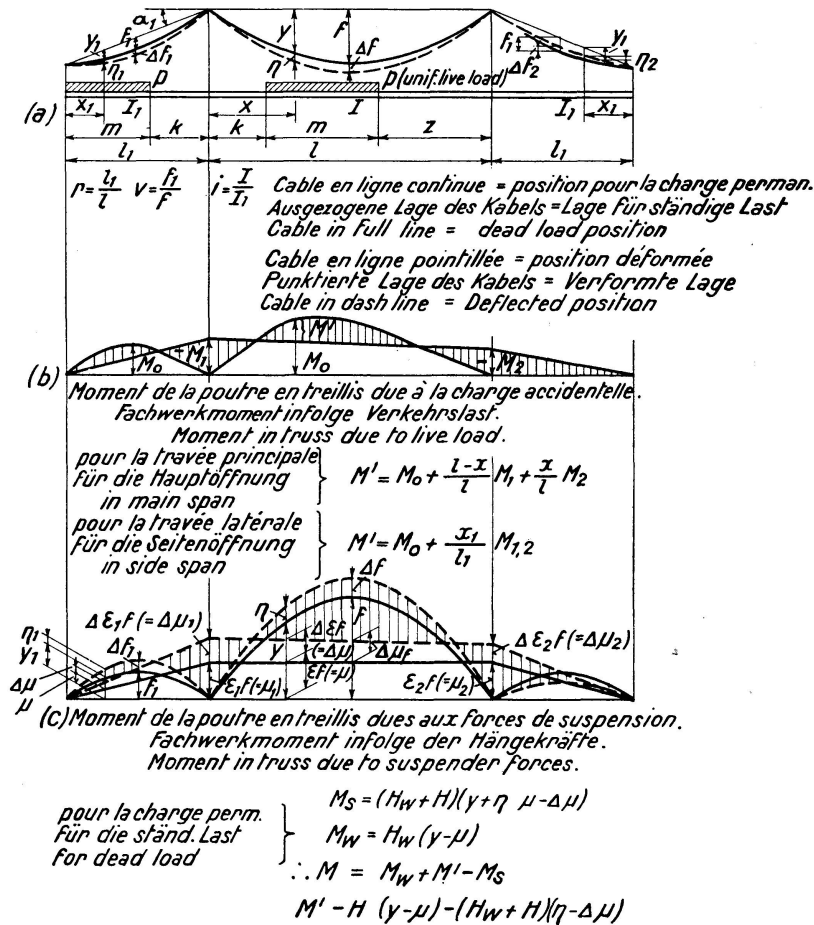 α₁ y₁ f₁ Δf₁ η₁ y f η Δf f₁ y₁ Δf₂ η₂
p p (unif. live load)
(a) x₁ I₁ x I I₁ x₁
m k k m z
l₁ l l₁
r = l₁/l v = f₁/f i = I/I₁
Cable en ligne continue = position pour la charge perman.
Ausgezogene Lage des Kabels = Lage für ständige Last
Cable in full line = dead load position
Cable en ligne pointillée = position déformée
Punktierte Lage des Kabels = Verformte Lage
Cable in dash line = Deflected position
M'
(b) M₀ -M₁ M₀ -M₂
Moment de la poutre en treillis due à la charge accidentelle.
Fachwerkmoment infolge Verkehrslast.
Moment in truss due to live load.
pour la travée principale
für die Hauptöffnung
in main span
M' = M₀ + (l-x)/l M₁ + x/l M₂
pour la travée latérale
für die Seitenöffnung
in side span
M' = M₀ + x₁/l₁ M₁,₂
Δf
η f
Δε₁f (=Δμ₁) Δεf Δε₂f (=Δμ₂)
η₁ y₁ Δf₁ y (=Δμ) Δμf
Δμ μ f₁ ε₁f (=μ₁) εf (=μ) ε₂f (=μ₂)
(c) Moment de la poutre en treillis dues aux forces de suspension.
Fachwerkmoment infolge der Hängekräfte.
Moment in truss due to suspender forces.
pour la charge perm.
für die ständ. Last
for dead load
M_S = (H_W + H)(y + η μ - Δμ)
M_W = H_W (y - μ)
∴ M = M_W + M' - M_S
M' - H (y - μ) - (H_W + H)(η - Δμ)